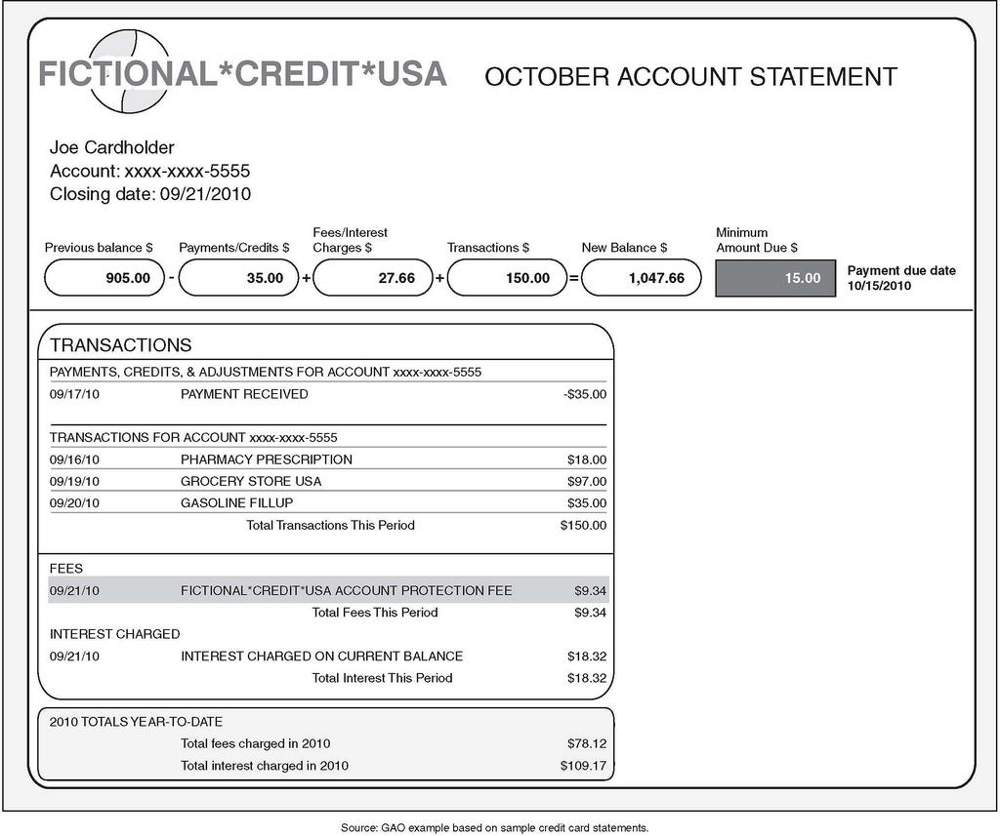 FICTIONAL*CREDIT*USA OCTOBER ACCOUNT STATEMENT
Joe Cardholder
Account: xxxx-xxxx-5555
Closing date: 09/21/2010
Previous balance $ Payments/Credits $ Fees/Interest Charges $ Transactions $ New Balance $ Minimum Amount Due $
905.00 - 35.00 + 27.66 + 150.00 = 1,047.66 15.00 Payment due date
10/15/2010
TRANSACTIONS
PAYMENTS, CREDITS, & ADJUSTMENTS FOR ACCOUNT xxxx-xxxx-5555
09/17/10 PAYMENT RECEIVED -$35.00
TRANSACTIONS FOR ACCOUNT xxxx-xxxx-5555
09/16/10 PHARMACY PRESCRIPTION $18.00
09/19/10 GROCERY STORE USA $97.00
09/20/10 GASOLINE FILLUP $35.00
Total Transactions This Period $150.00
FEES
09/21/10 FICTIONAL*CREDIT*USA ACCOUNT PROTECTION FEE $9.34
Total Fees This Period $9.34
INTEREST CHARGED
09/21/10 INTEREST CHARGED ON CURRENT BALANCE $18.32
Total Interest This Period $18.32
2010 TOTALS YEAR-TO-DATE
Total fees charged in 2010 $78.12
Total interest charged in 2010 $109.17
Source: GAO example based on sample credit card statements.